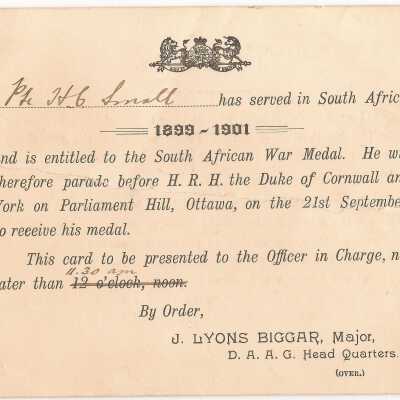 Pte H C Small has served in South Afric
1899-1901
nd is entitled to the South African War Medal. He w
herefore parade before H. R. H. the Duke of Cornwall an
York on Parliament Hill, Ottawa, on the 21st September
o receive his medal.
This card to be presented to the Officer in Charge, n
11.30 am
ater than 12 o'clock, noon.
By Order,
J. LYONS BIGGAR, Major,
D. A. A. G. Head Quarters.
(OVER.)